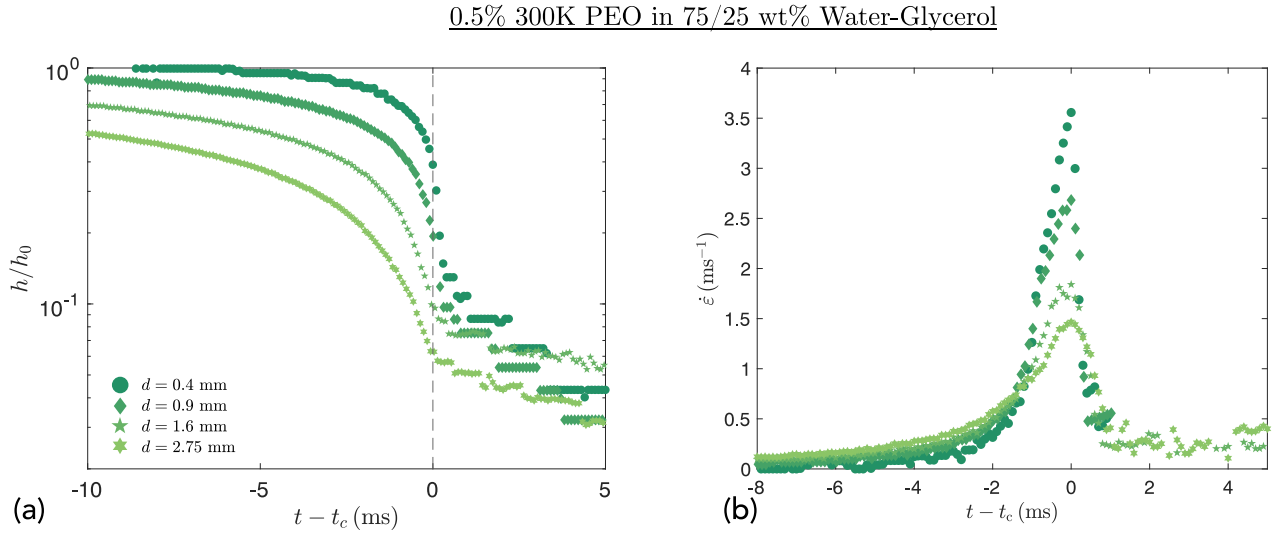 0.5% 300K PEO in 75/25 wt% Water-Glycerol
10^0
10^-1
h/h_0
d = 0.4 mm
d = 0.9 mm
d = 1.6 mm
d = 2.75 mm
-10 -5 0 5
t − t_c (ms)
(a)
4
3.5
3
2.5
2
1.5
1
0.5
0
ε̇ (ms⁻¹)
-8 -6 -4 -2 0 2 4
t − t_c (ms)
(b)